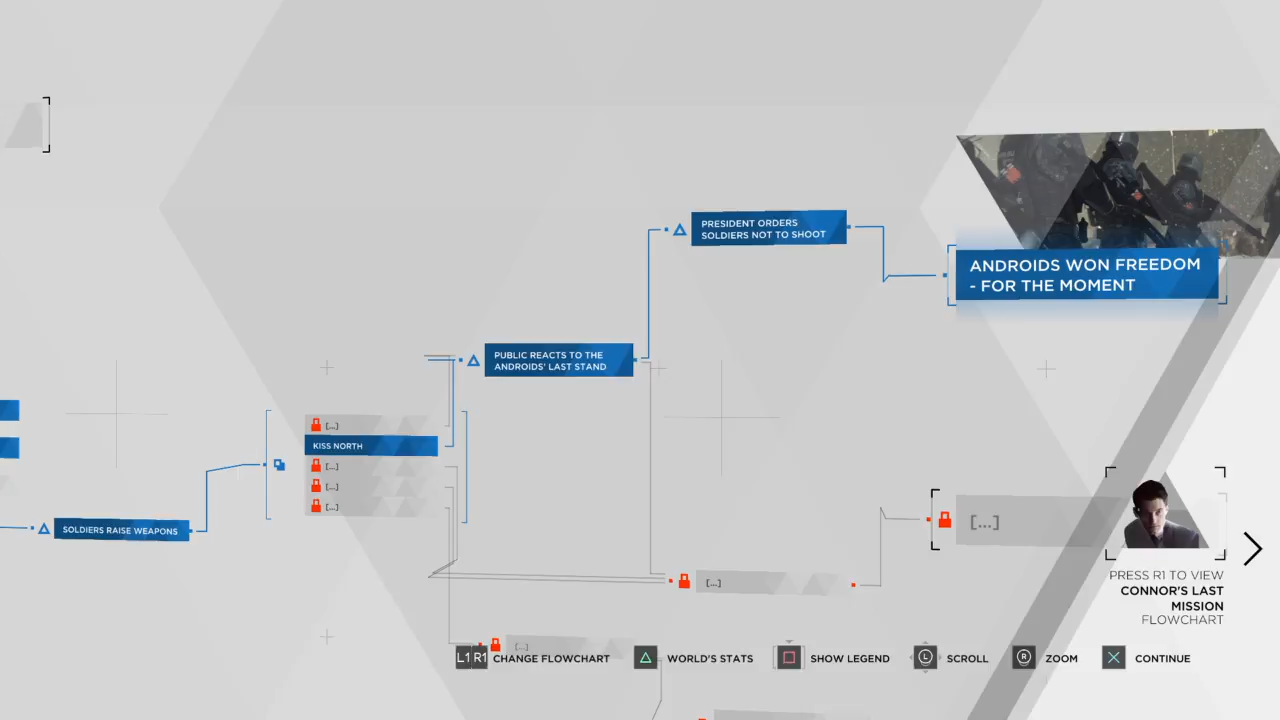 PRESIDENT ORDERS
SOLDIERS NOT TO SHOOT
ANDROIDS WON FREEDOM
- FOR THE MOMENT
PUBLIC REACTS TO THE
ANDROIDS' LAST STAND
[...]
KISS NORTH
[...]
[...]
[...]
SOLDIERS RAISE WEAPONS
[...]
[...]
[...]
PRESS R1 TO VIEW
CONNOR'S LAST
MISSION
FLOWCHART
L1 R1 CHANGE FLOWCHART
WORLD'S STATS
SHOW LEGEND
L SCROLL
R ZOOM
CONTINUE